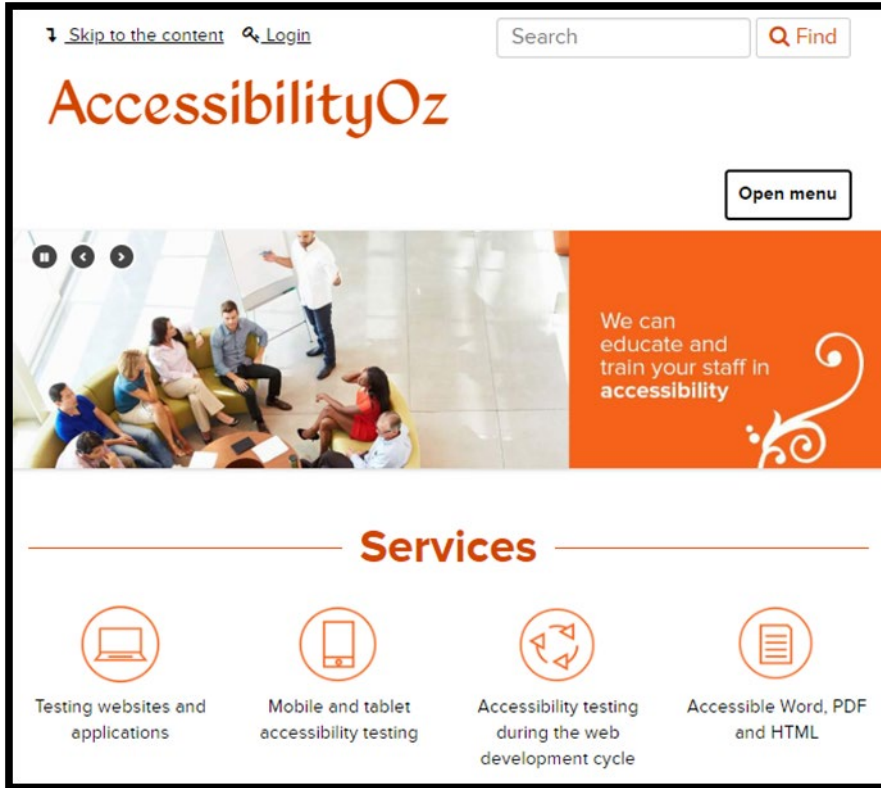 Skip to the content Login Search Find
AccessibilityOz
Open menu
We can
educate and
train your staff in
accessibility
Services
Testing websites and
applications
Mobile and tablet
accessibility testing
Accessibility testing
during the web
development cycle
Accessible Word, PDF
and HTML